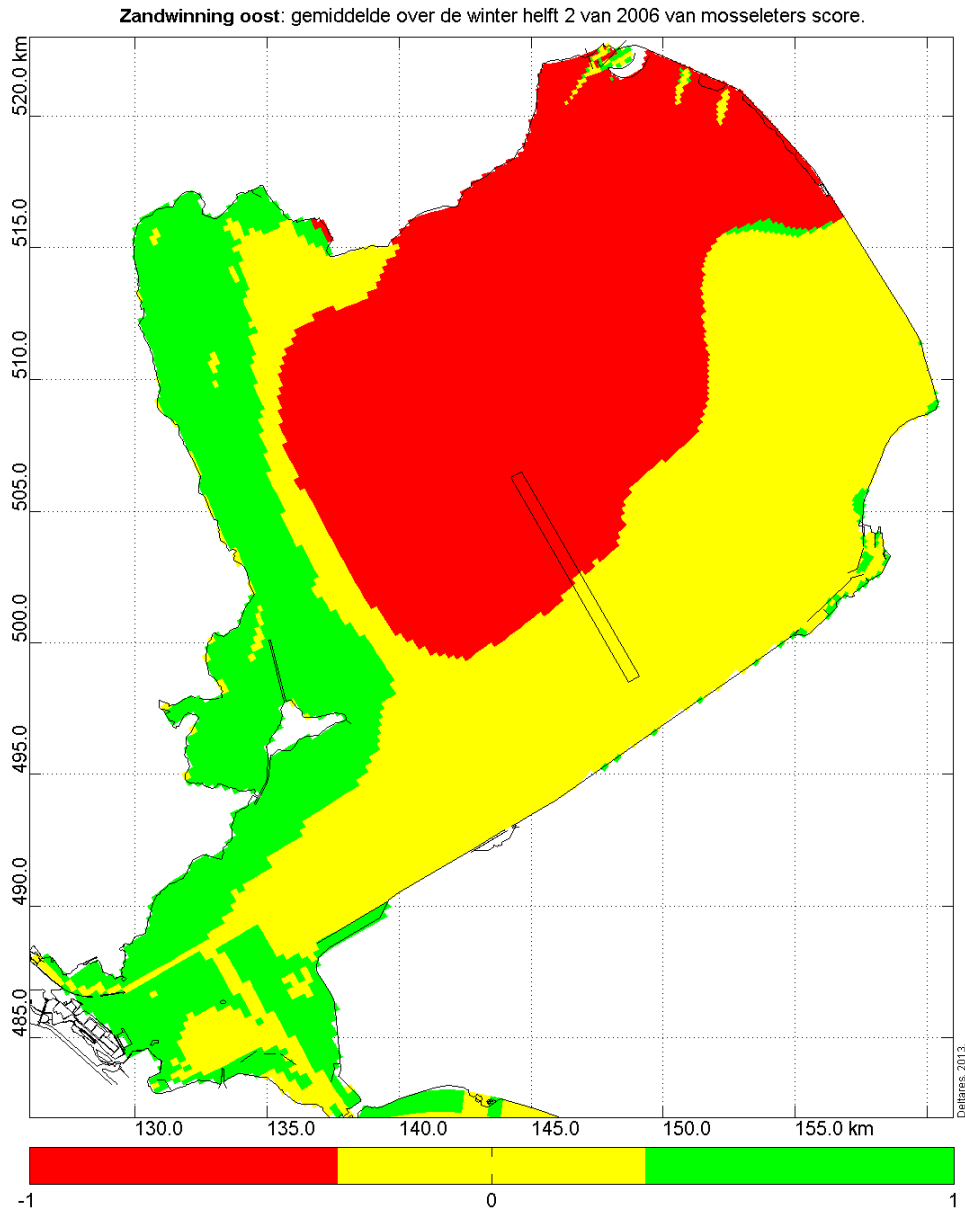 Zandwinning oost: gemiddelde over de winter helft 2 van 2006 van mosseleters score.
520.0 km
515.0
510.0
505.0
500.0
495.0
490.0
485.0
130.0 135.0 140.0 145.0 150.0 155.0 km
Deltares, 2013.
-1 0 1